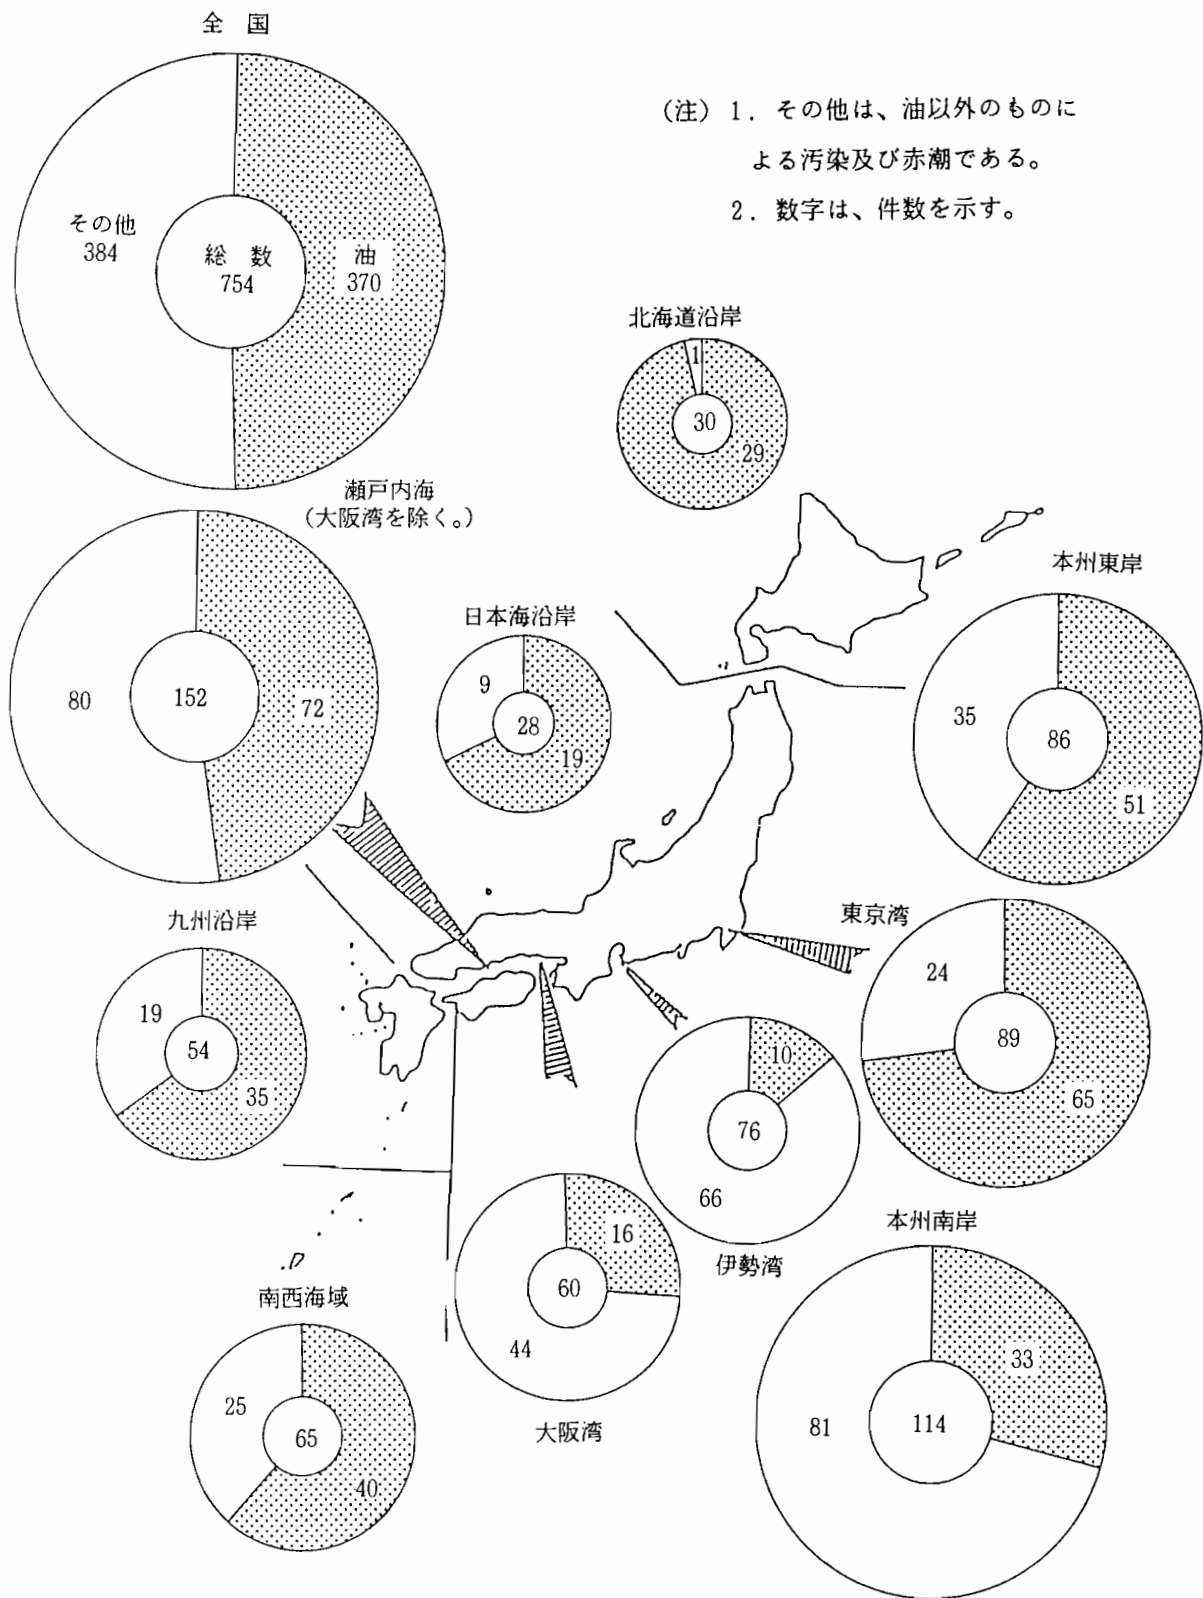 全 国
(注) 1. その他は、油以外のものに
よる汚染及び赤潮である。
2. 数字は、件数を示す。
その他
384
総 数
754
油
370
北海道沿岸
1
30
29
瀬戸内海
(大阪湾を除く。)
80
152
72
日本海沿岸
9
28
19
本州東岸
35
86
51
九州沿岸
19
54
35
東京湾
24
89
65
10
76
66
伊勢湾
16
60
44
大阪湾
南西海域
25
65
40
本州南岸
33
114
81